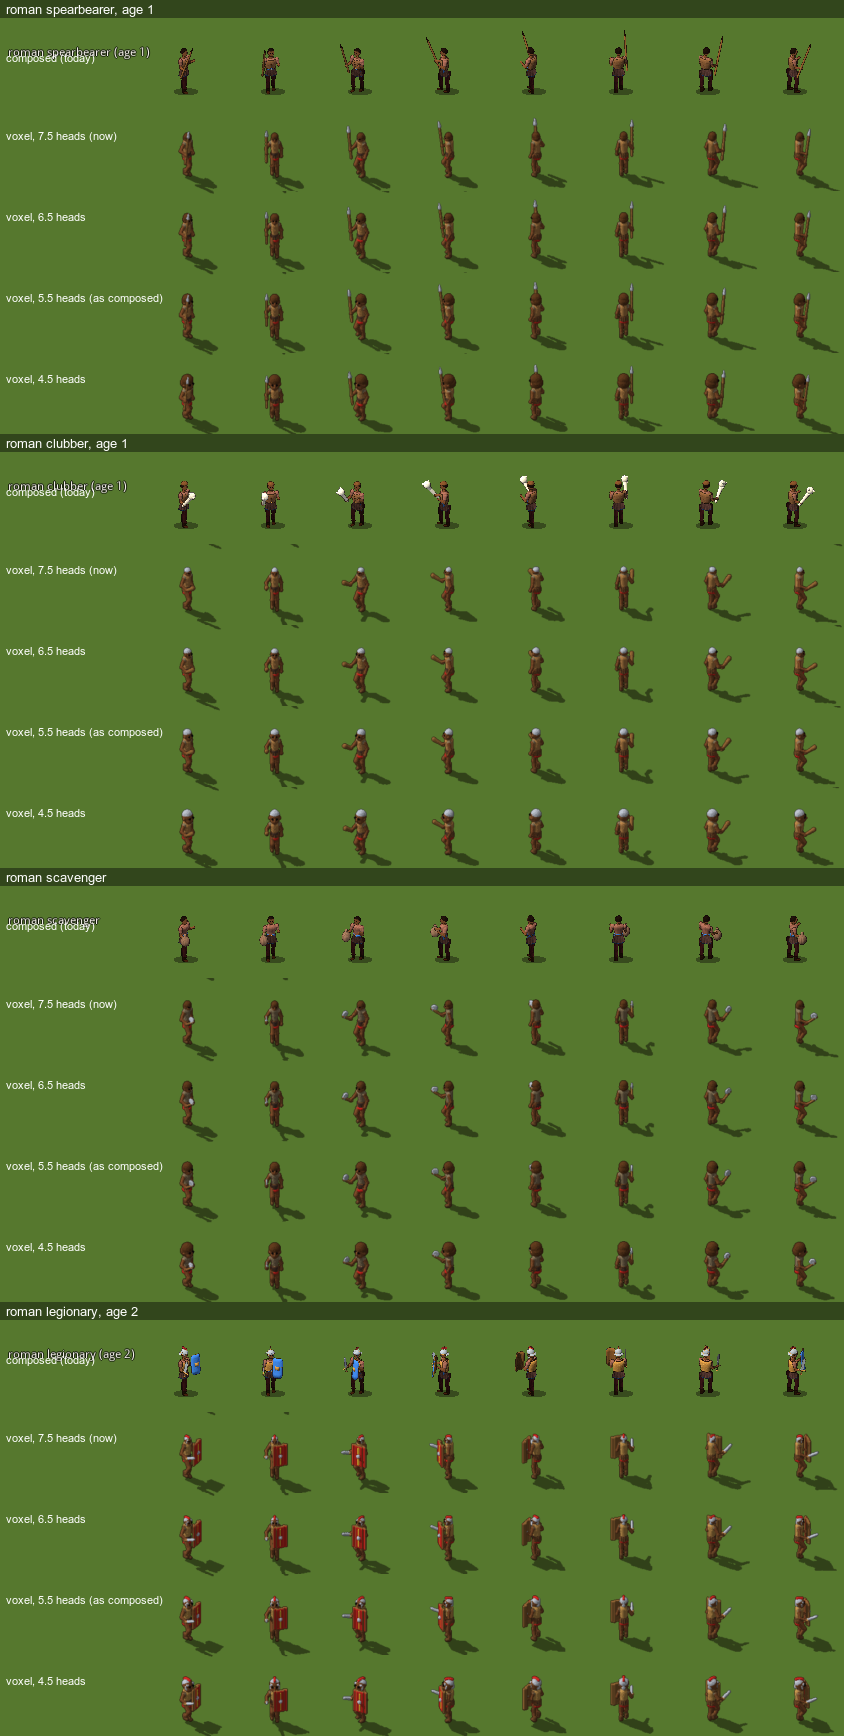 roman spearbearer, age 1
roman spearbearer (age 1)
composed (today)
voxel, 7.5 heads (now)
voxel, 6.5 heads
voxel, 5.5 heads (as composed)
voxel, 4.5 heads
roman clubber, age 1
roman clubber (age 1)
composed (today)
voxel, 7.5 heads (now)
voxel, 6.5 heads
voxel, 5.5 heads (as composed)
voxel, 4.5 heads
roman scavenger
roman scavenger
composed (today)
voxel, 7.5 heads (now)
voxel, 6.5 heads
voxel, 5.5 heads (as composed)
voxel, 4.5 heads
roman legionary, age 2
roman legionary (age 2)
composed (today)
voxel, 7.5 heads (now)
voxel, 6.5 heads
voxel, 5.5 heads (as composed)
voxel, 4.5 heads